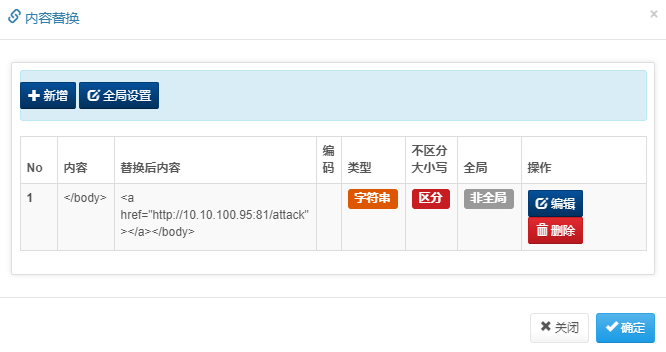 内容替换
×
新增 全局设置
No 内容 替换后内容 编码 类型 不区分大小写 全局 操作
1 </body> <a href="http://10.10.100.95:81/attack"></a></body> 字符串 区分 非全局 编辑
删除
关闭 确定